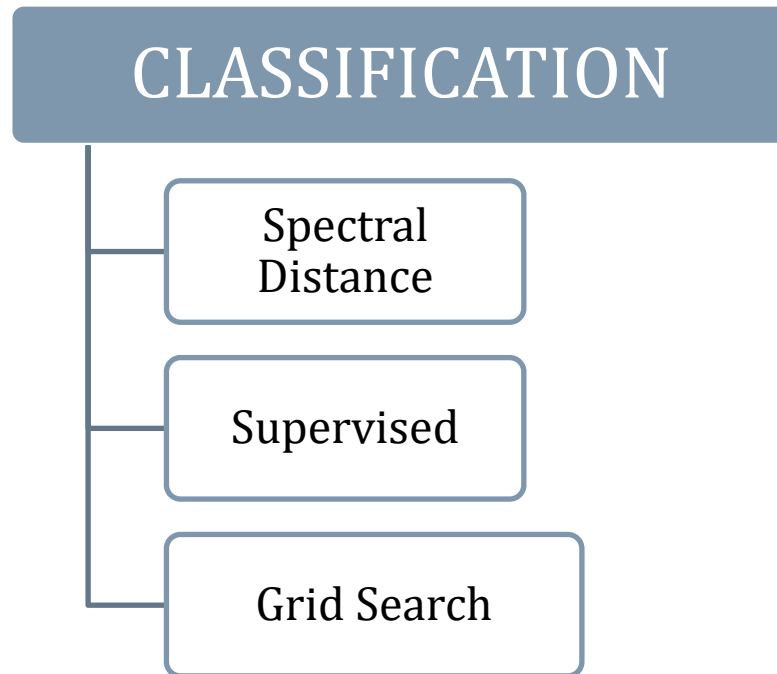 CLASSIFICATION
Spectral
Distance
Supervised
Grid Search